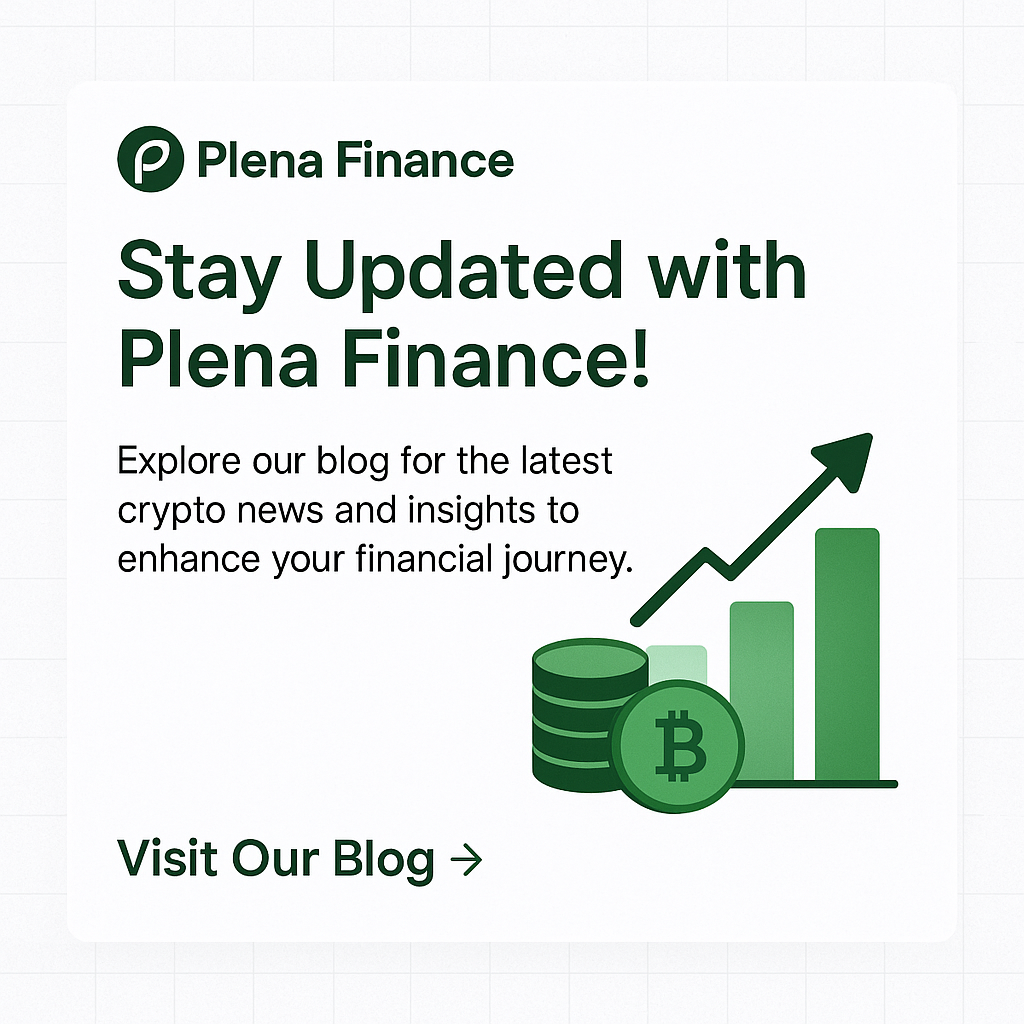 Plena Finance
Stay Updated with
Plena Finance!
Explore our blog for the latest
crypto news and insights to
enhance your financial journey.
Visit Our Blog →